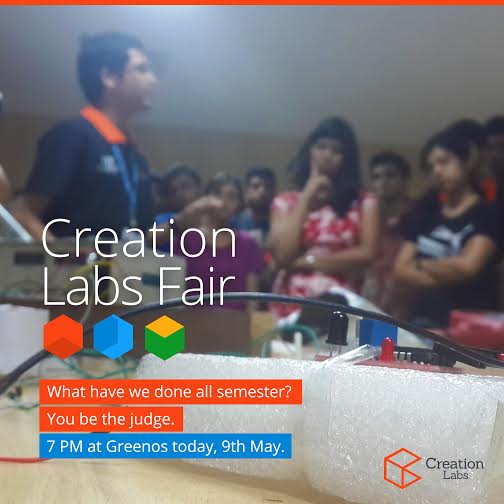 Creation
Labs Fair
What have we done all semester?
You be the judge.
7 PM at Greenos today, 9th May.
Creation
Labs